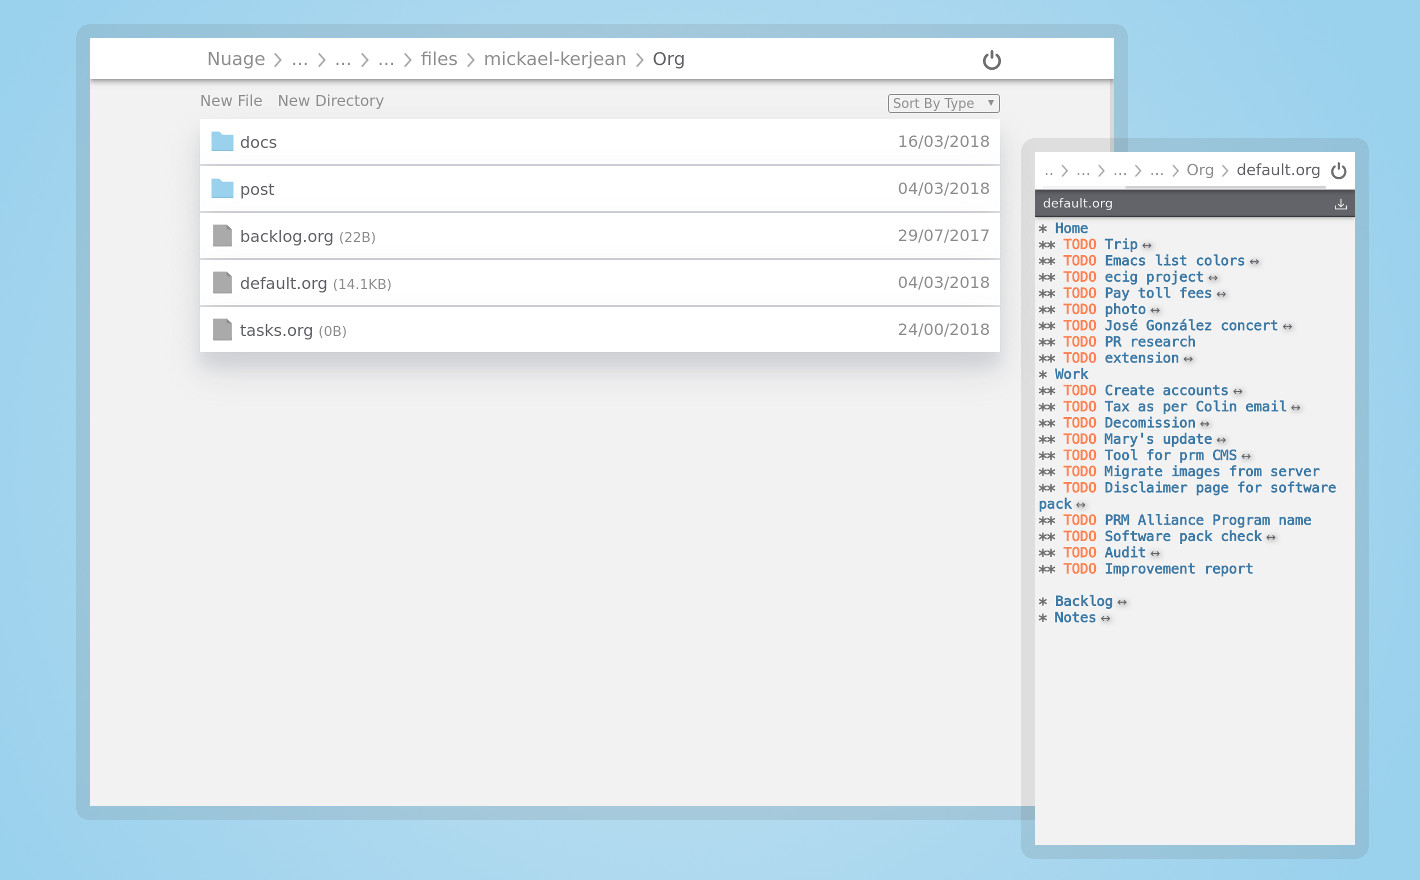 Nuage > ... > ... > ... > files > mickael-kerjean > Org
New File New Directory Sort By Type
docs 16/03/2018
post 04/03/2018
backlog.org (22B) 29/07/2017
default.org (14.1KB) 04/03/2018
tasks.org (0B) 24/00/2018
.. > ... > ... > ... > Org > default.org
default.org
* Home
** TODO Trip ↔
** TODO Emacs list colors ↔
** TODO ecig project ↔
** TODO Pay toll fees ↔
** TODO photo ↔
** TODO José González concert ↔
** TODO PR research
** TODO extension ↔
* Work
** TODO Create accounts ↔
** TODO Tax as per Colin email ↔
** TODO Decomission ↔
** TODO Mary's update ↔
** TODO Tool for prm CMS ↔
** TODO Migrate images from server
** TODO Disclaimer page for software
pack ↔
** TODO PRM Alliance Program name
** TODO Software pack check ↔
** TODO Audit ↔
** TODO Improvement report
* Backlog ↔
* Notes ↔